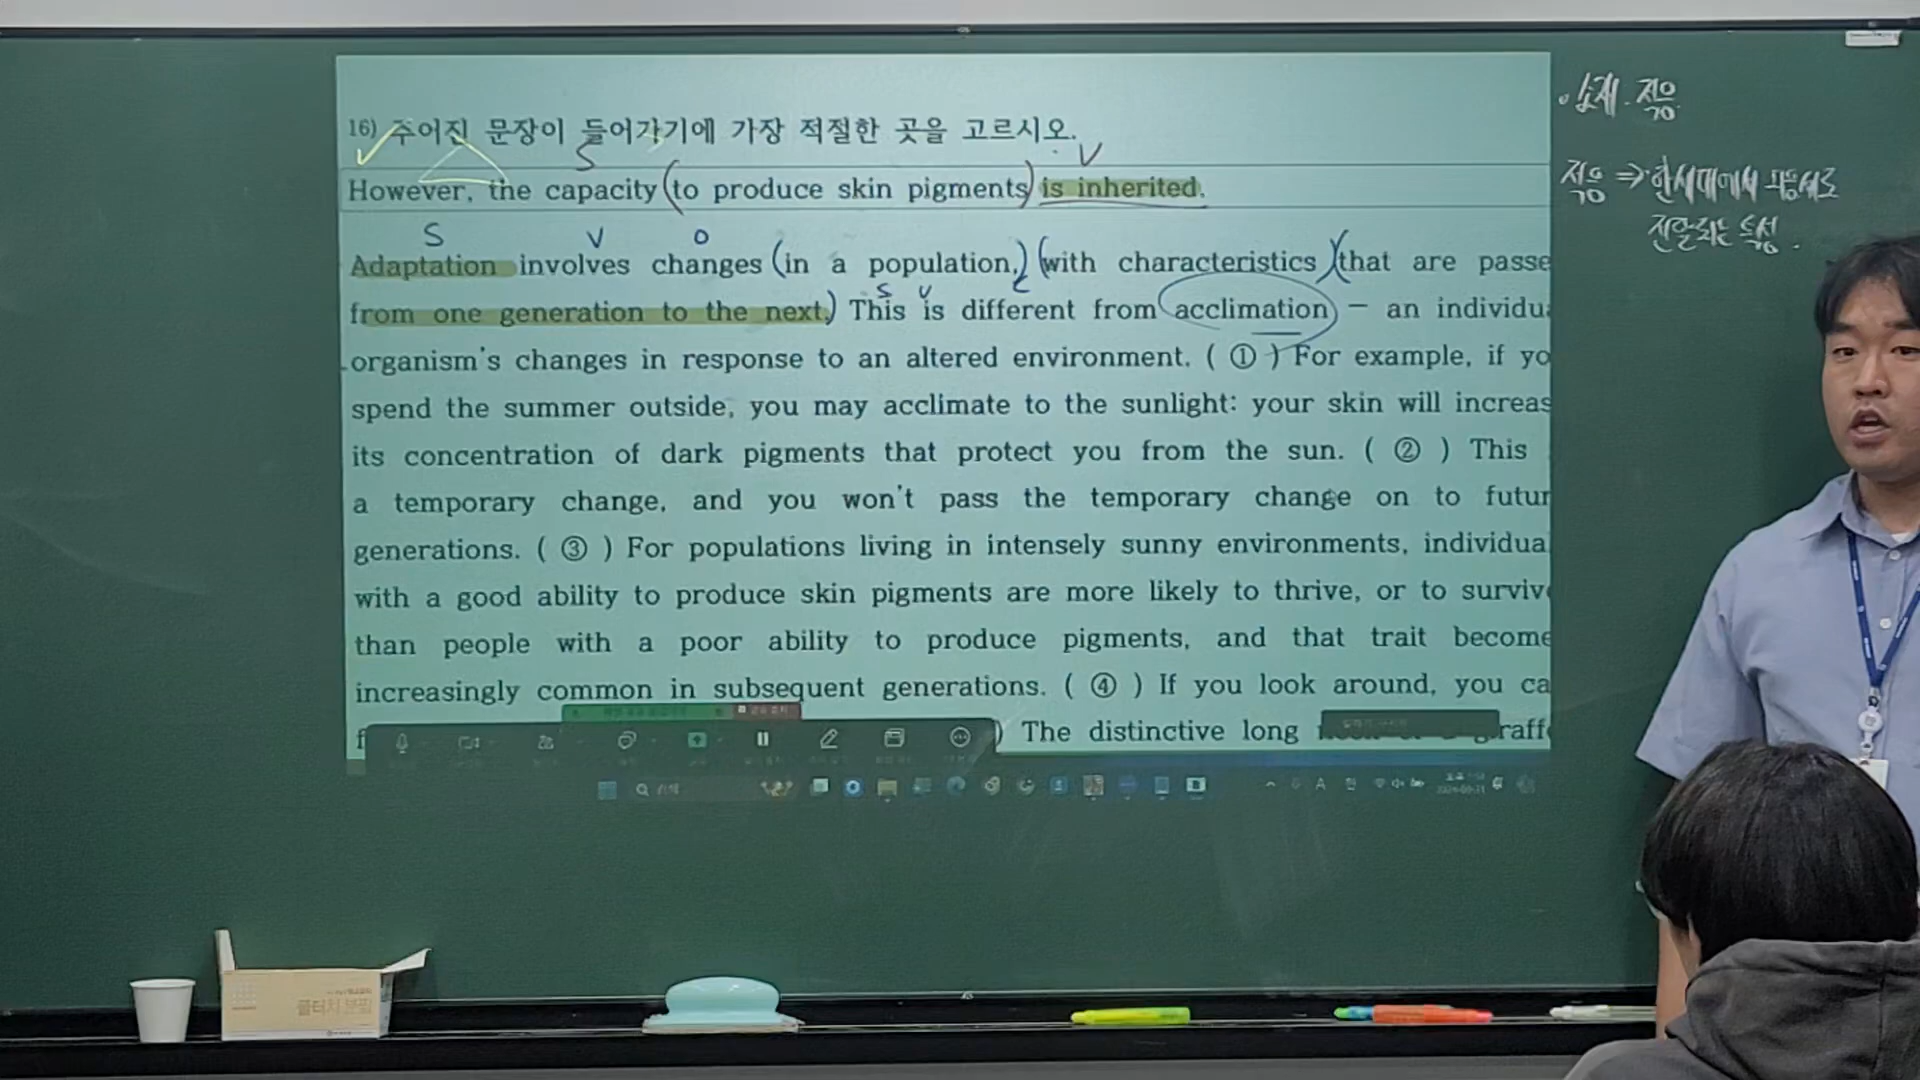 16) 주어진 문장이 들어가기에 가장 적절한 곳을 고르시오.
S V
However, the capacity (to produce skin pigments) is inherited.
S V O
Adaptation involves changes (in a population,) (with characteristics)(that are passe
S V
from one generation to the next.) This is different from acclimation — an individu
organism's changes in response to an altered environment. ( ① ) For example, if yo
spend the summer outside, you may acclimate to the sunlight: your skin will increas
its concentration of dark pigments that protect you from the sun. ( ② ) This
a temporary change, and you won't pass the temporary change on to futur
generations. ( ③ ) For populations living in intensely sunny environments, individua
with a good ability to produce skin pigments are more likely to thrive, or to surviv
than people with a poor ability to produce pigments, and that trait become
increasingly common in subsequent generations. ( ④ ) If you look around, you ca
f ) The distinctive long raff
· 소재. 적응
적응 ⇒ 한 시대에서 다음 세대로
전달되는 특성.